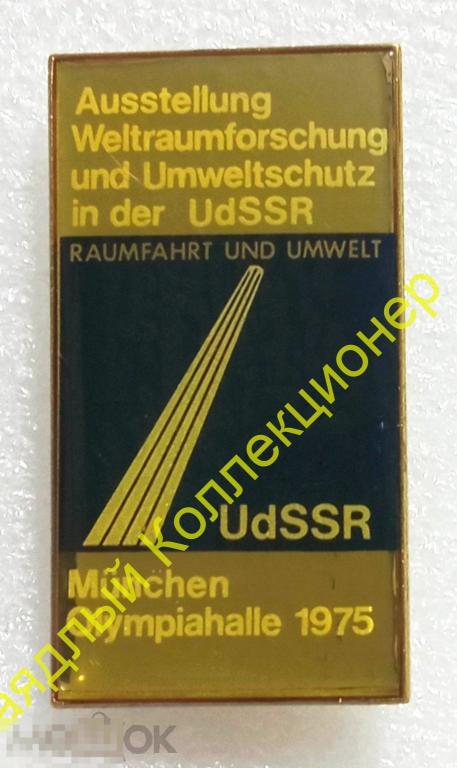 Ausstellung
Weltraumforschung
und Umweltschutz
in der UdSSR
RAUMFAHRT UND UMWELT
UdSSR
München
Olympiahalle 1975
Коллекционер